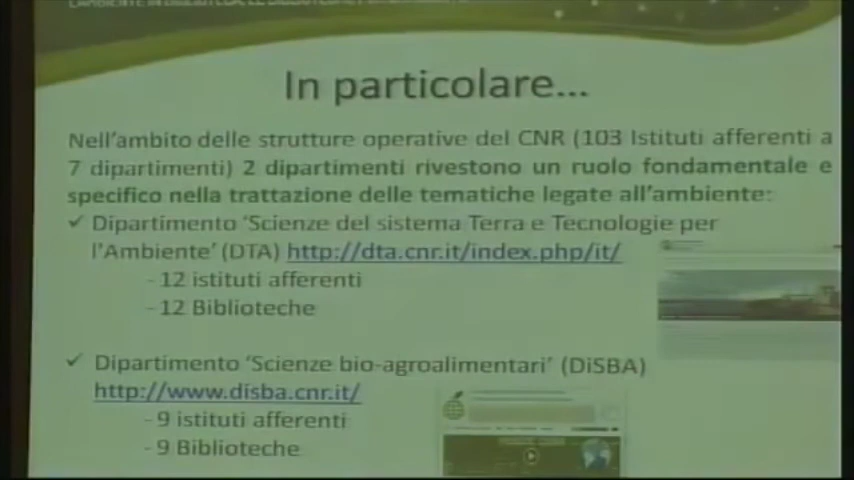 In particolare...
Nell'ambito delle strutture operative del CNR (103 Istituti afferenti a
7 dipartimenti) 2 dipartimenti rivestono un ruolo fondamentale e
specifico nella trattazione delle tematiche legate all'ambiente:
✓ Dipartimento 'Scienze del sistema Terra e Tecnologie per
l'Ambiente' (DTA) http://dta.cnr.it/index.php/it/
- 12 istituti afferenti
- 12 Biblioteche
✓ Dipartimento 'Scienze bio-agroalimentari' (DiSBA)
http://www.disba.cnr.it/
- 9 istituti afferenti
- 9 Biblioteche